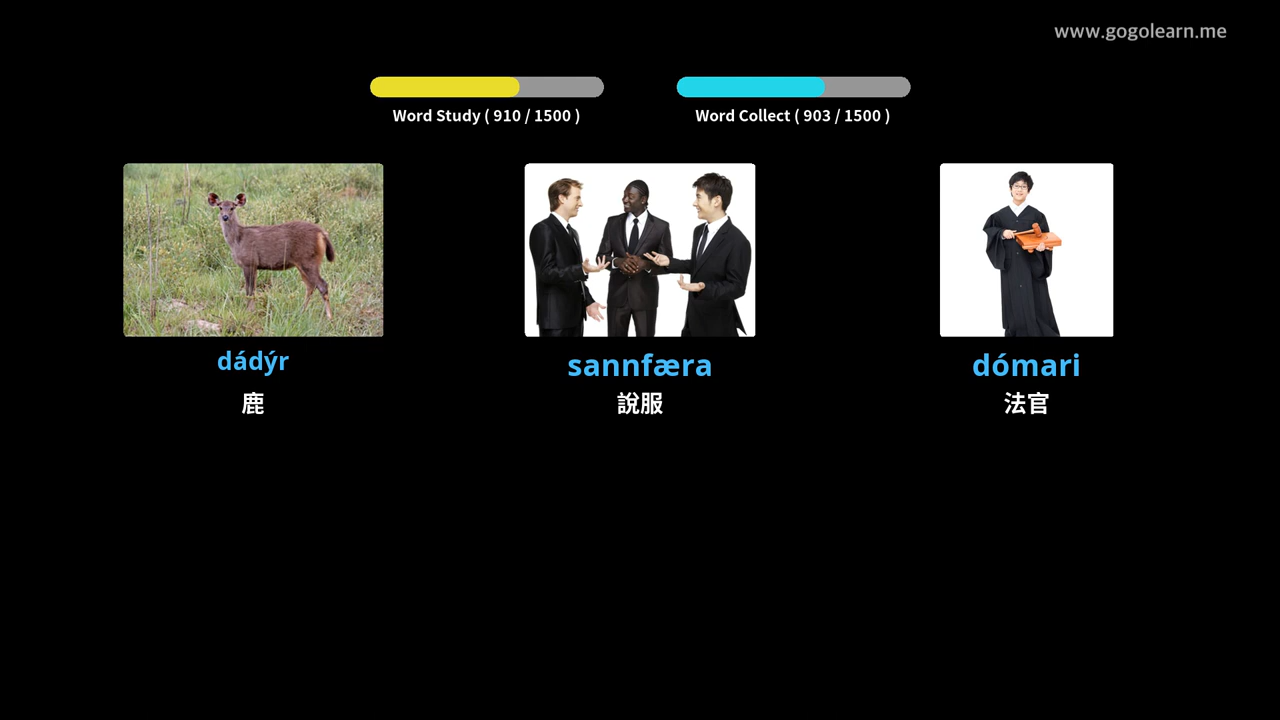 www.gogolearn.me
Word Study ( 910 / 1500 )
Word Collect ( 903 / 1500 )
dádýr
鹿
sannfæra
說服
dómari
法官